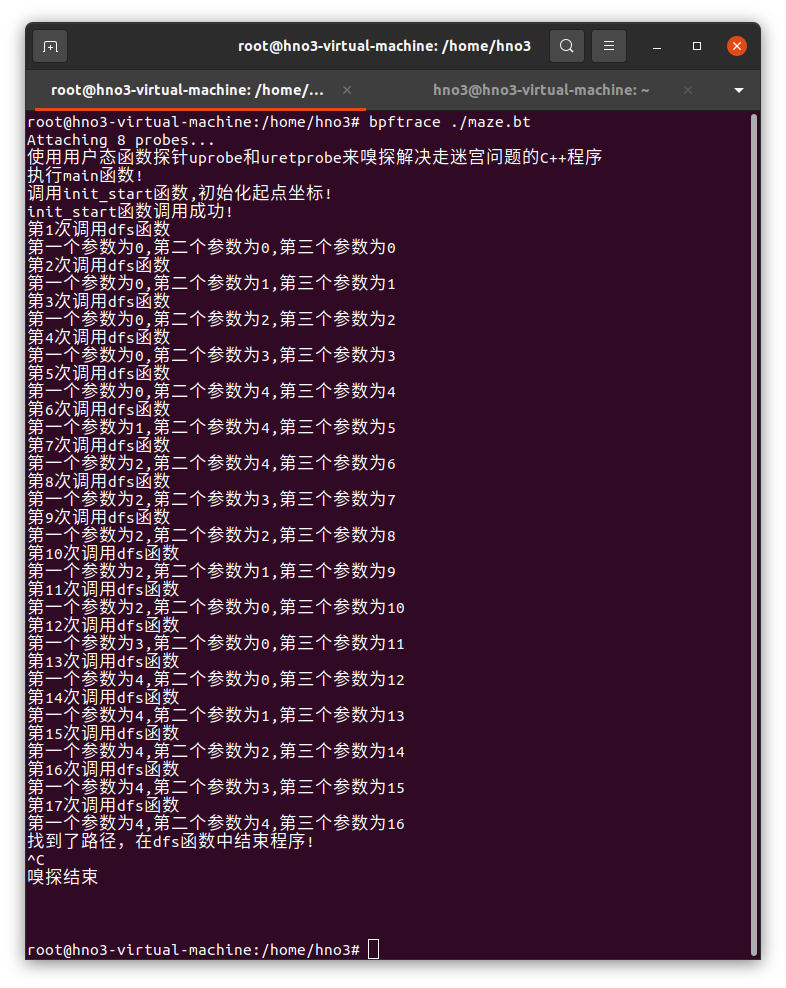 root@hno3-virtual-machine: /home/hno3
root@hno3-virtual-machine: /home/...
hno3@hno3-virtual-machine: ~
root@hno3-virtual-machine:/home/hno3# bpftrace ./maze.bt
Attaching 8 probes...
使用用户态函数探针uprobe和uretprobe来嗅探解决走迷宫问题的C++程序
执行main函数!
调用init_start函数,初始化起点坐标!
init_start函数调用成功!
第1次调用dfs函数
第一个参数为0,第二个参数为0,第三个参数为0
第2次调用dfs函数
第一个参数为0,第二个参数为1,第三个参数为1
第3次调用dfs函数
第一个参数为0,第二个参数为2,第三个参数为2
第4次调用dfs函数
第一个参数为0,第二个参数为3,第三个参数为3
第5次调用dfs函数
第一个参数为0,第二个参数为4,第三个参数为4
第6次调用dfs函数
第一个参数为1,第二个参数为4,第三个参数为5
第7次调用dfs函数
第一个参数为2,第二个参数为4,第三个参数为6
第8次调用dfs函数
第一个参数为2,第二个参数为3,第三个参数为7
第9次调用dfs函数
第一个参数为2,第二个参数为2,第三个参数为8
第10次调用dfs函数
第一个参数为2,第二个参数为1,第三个参数为9
第11次调用dfs函数
第一个参数为2,第二个参数为0,第三个参数为10
第12次调用dfs函数
第一个参数为3,第二个参数为0,第三个参数为11
第13次调用dfs函数
第一个参数为4,第二个参数为0,第三个参数为12
第14次调用dfs函数
第一个参数为4,第二个参数为1,第三个参数为13
第15次调用dfs函数
第一个参数为4,第二个参数为2,第三个参数为14
第16次调用dfs函数
第一个参数为4,第二个参数为3,第三个参数为15
第17次调用dfs函数
第一个参数为4,第二个参数为4,第三个参数为16
找到了路径，在dfs函数中结束程序!
^C
嗅探结束
root@hno3-virtual-machine:/home/hno3#